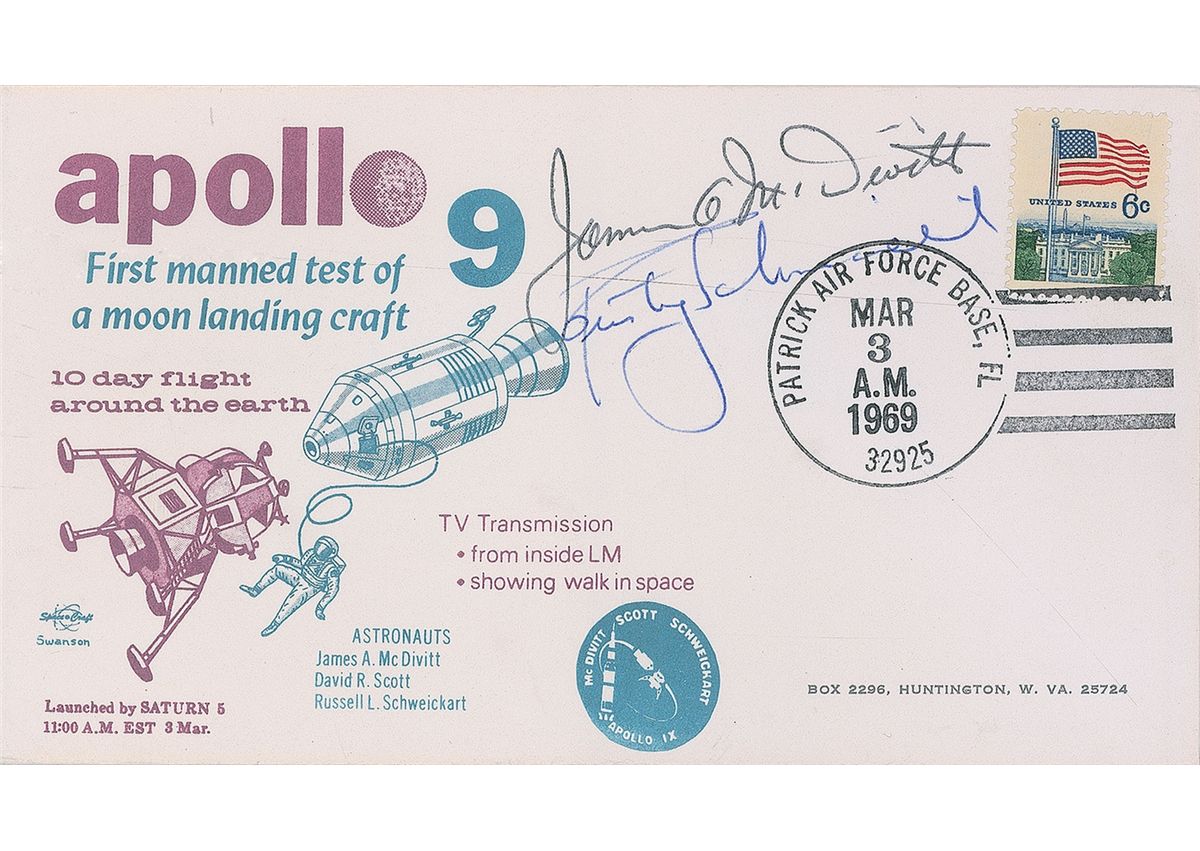 apollo 9
First manned test of
a moon landing craft
10 day flight
around the earth
James A McDivitt
Rusty Schweickart
UNITED STATES 6c
PATRICK AIR FORCE BASE, FL
MAR
3
A.M.
1969
32925
TV Transmission
• from inside LM
• showing walk in space
Space Craft
Swanson
ASTRONAUTS
James A. McDivitt
David R. Scott
Russell L. Schweickart
McDIVITT SCOTT SCHWEICKART
APOLLO IX
BOX 2296, HUNTINGTON, W. VA. 25724
Launched by SATURN 5
11:00 A.M. EST 3 Mar.